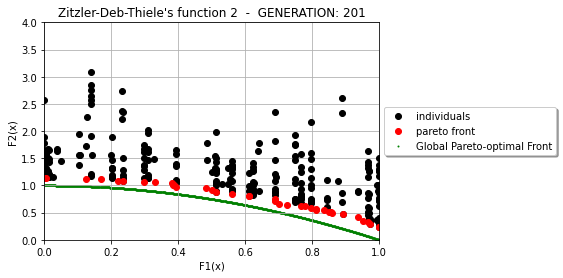 Zitzler-Deb-Thiele's function 2 - GENERATION: 201
4.0
3.5
3.0
2.5
2.0
1.5
1.0
0.5
0.0
F2(x)
0.0 0.2 0.4 0.6 0.8 1.0
F1(x)
individuals
pareto front
Global Pareto-optimal Front